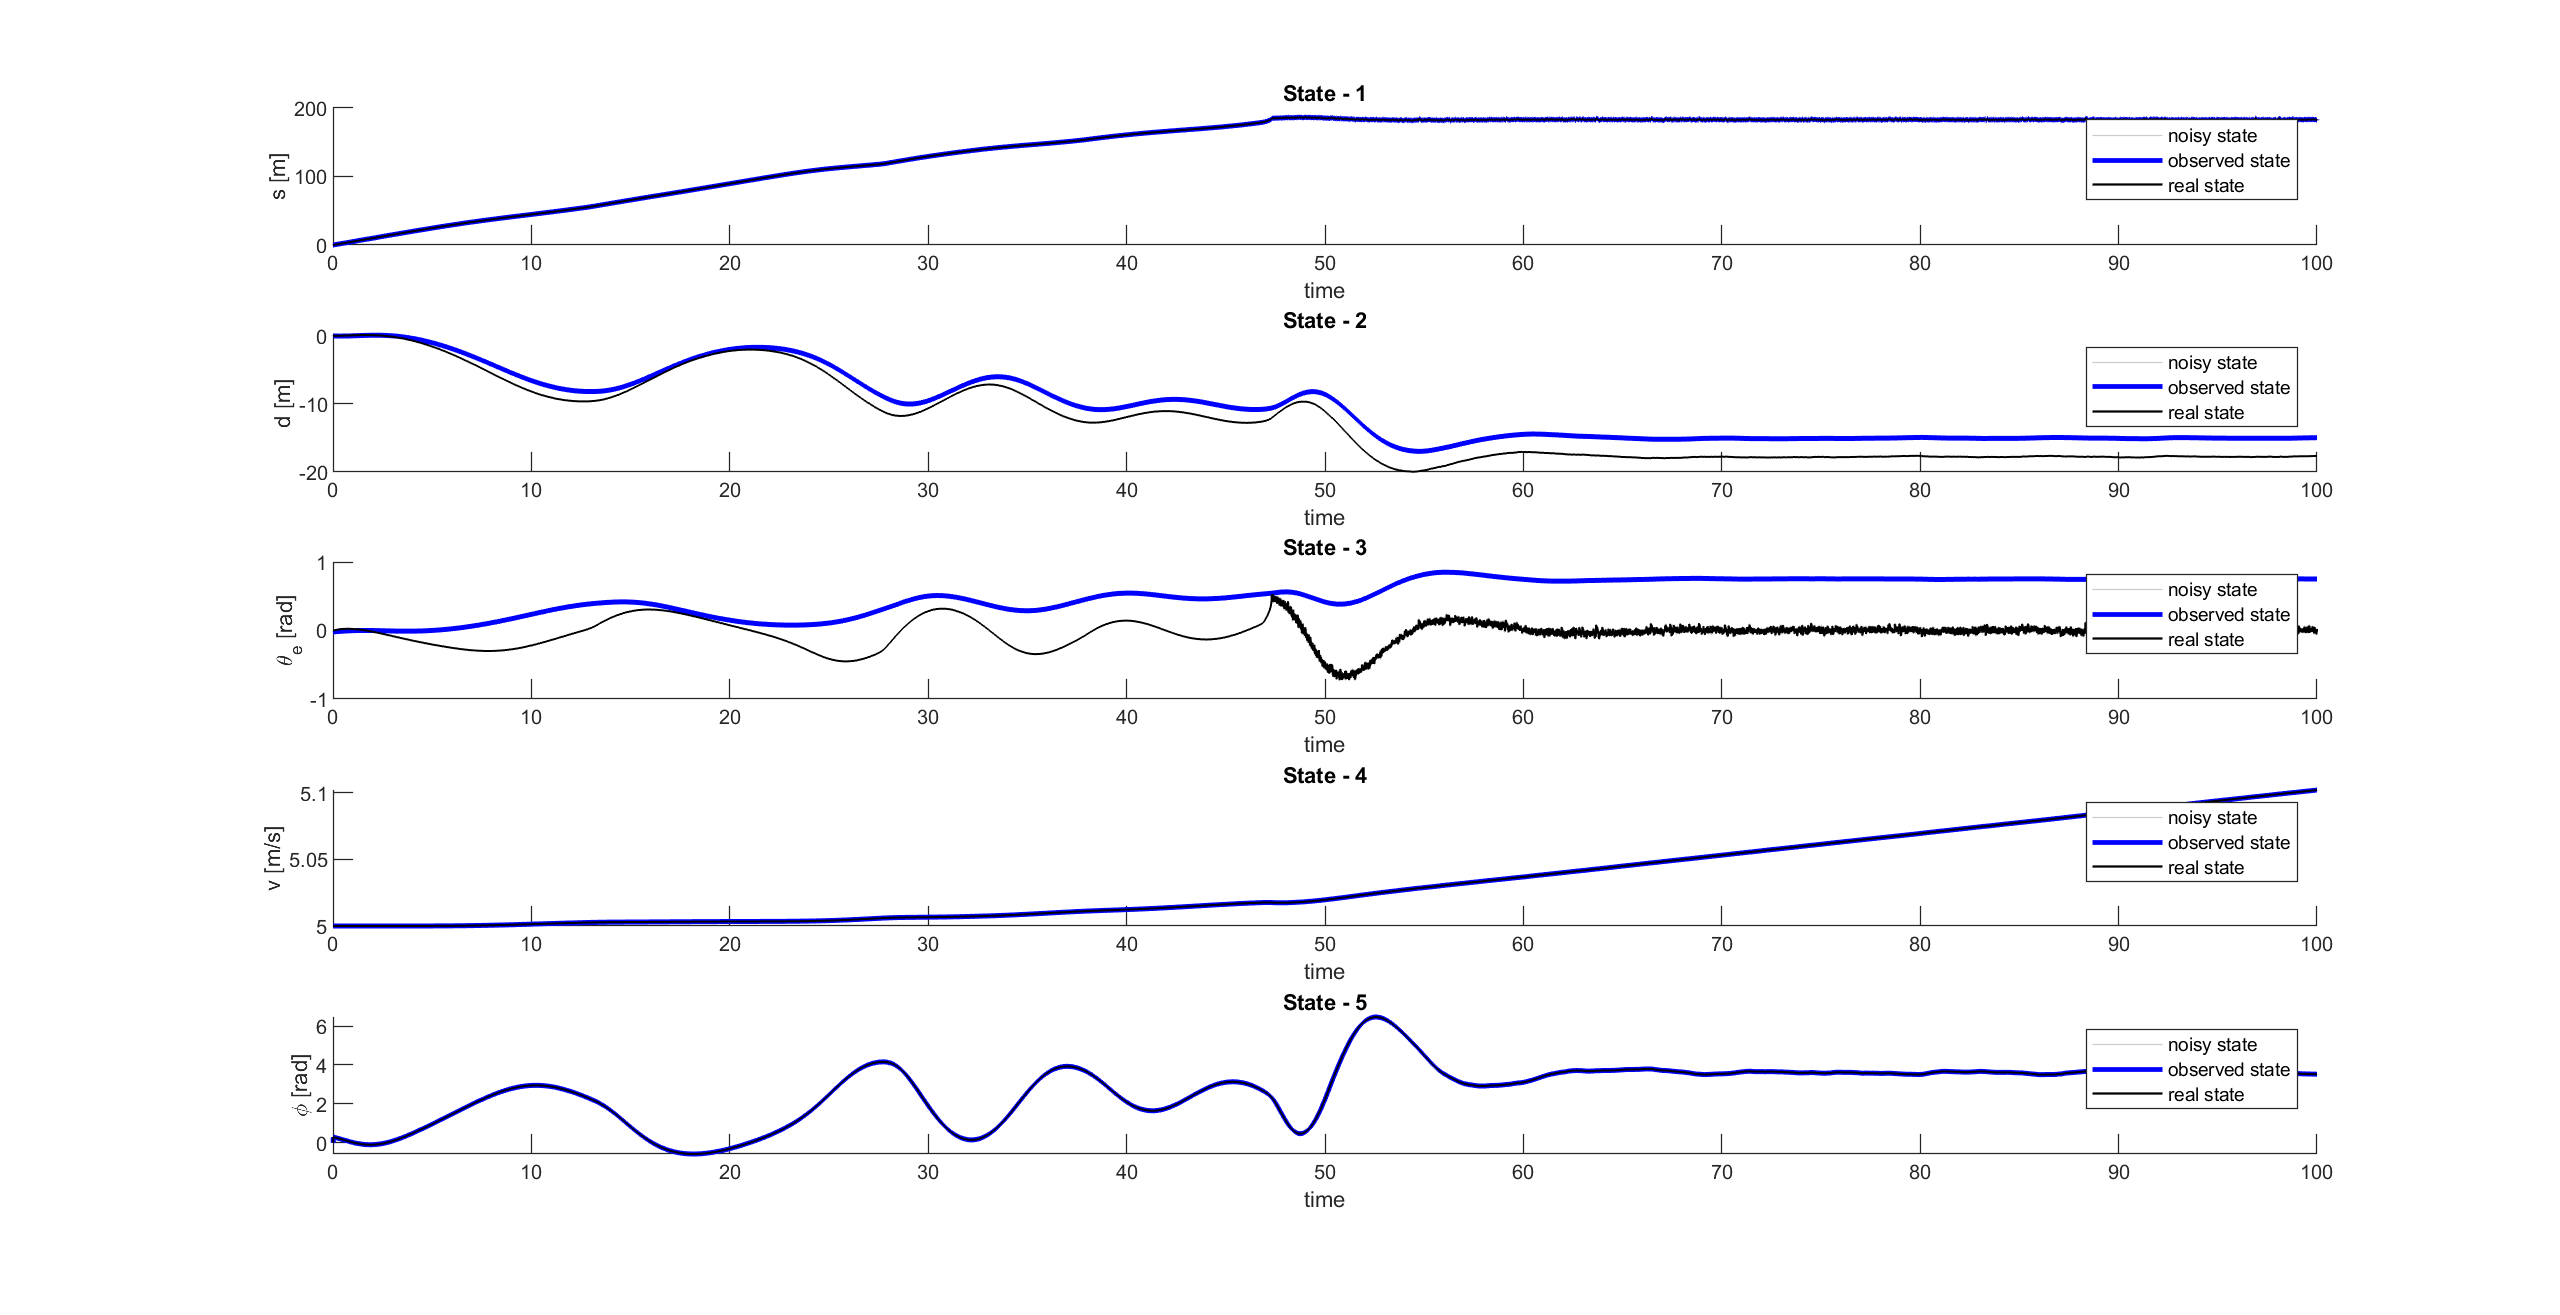 State - 1
200
100
0
s [m]
0 10 20 30 40 50 60 70 80 90 100
time
noisy state
observed state
real state
State - 2
0
-10
-20
d [m]
0 10 20 30 40 50 60 70 80 90 100
time
noisy state
observed state
real state
State - 3
1
0
-1
θe [rad]
0 10 20 30 40 50 60 70 80 90 100
time
noisy state
observed state
real state
State - 4
5.1
5.05
5
v [m/s]
0 10 20 30 40 50 60 70 80 90 100
time
noisy state
observed state
real state
State - 5
6
4
2
0
ϕ [rad]
0 10 20 30 40 50 60 70 80 90 100
time
noisy state
observed state
real state